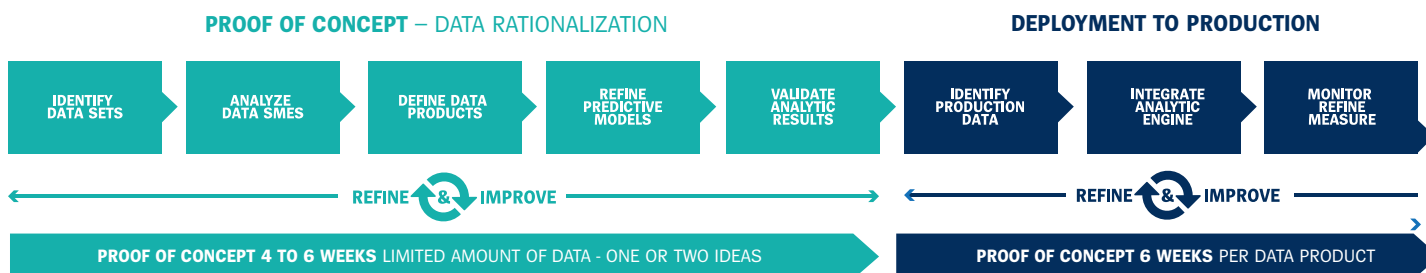 PROOF OF CONCEPT – DATA RATIONALIZATION
DEPLOYMENT TO PRODUCTION
IDENTIFY
DATA SETS
ANALYZE
DATA SMES
DEFINE DATA
PRODUCTS
REFINE
PREDICTIVE
MODELS
VALIDATE
ANALYTIC
RESULTS
IDENTIFY
PRODUCTION
DATA
INTEGRATE
ANALYTIC
ENGINE
MONITOR
REFINE
MEASURE
REFINE & IMPROVE
REFINE & IMPROVE
PROOF OF CONCEPT 4 TO 6 WEEKS LIMITED AMOUNT OF DATA - ONE OR TWO IDEAS
PROOF OF CONCEPT 6 WEEKS PER DATA PRODUCT